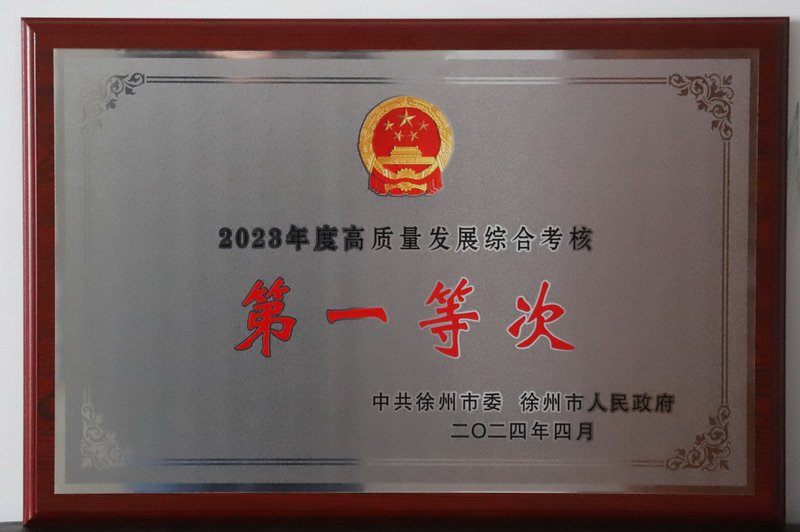 2023年度高质量发展综合考核
第一等次
中共徐州市委 徐州市人民政府
二〇二四年四月